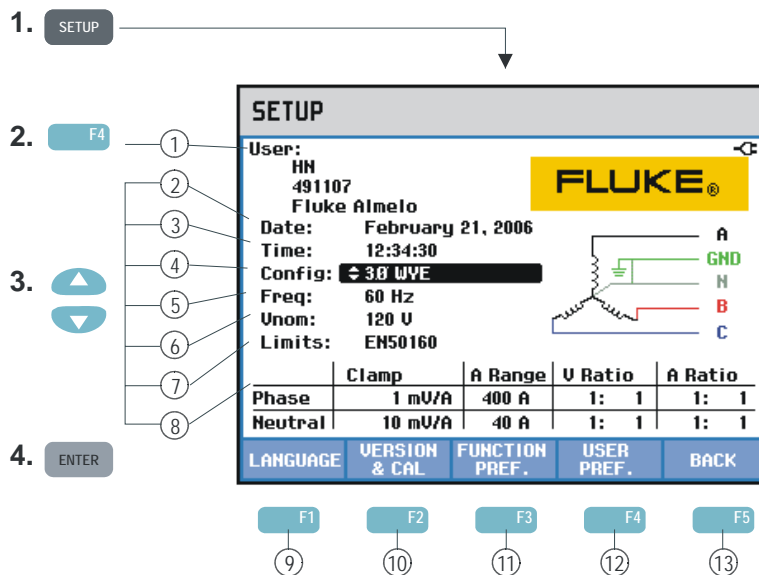 1. SETUP
SETUP
2. F4
1
User:
HN
491107
Fluke Almelo
FLUKE®
2
Date: February 21, 2006
3
Time: 12:34:30
4
Config: 3Ø WYE
3.
5
Freq: 60 Hz
6
Vnom: 120 V
7
Limits: EN50160
A
GND
N
B
C
8
Clamp A Range V Ratio A Ratio
Phase 1 mV/A 400 A 1: 1 1: 1
Neutral 10 mV/A 40 A 1: 1 1: 1
4. ENTER
LANGUAGE VERSION & CAL FUNCTION PREF. USER PREF. BACK
F1 F2 F3 F4 F5
9 10 11 12 13